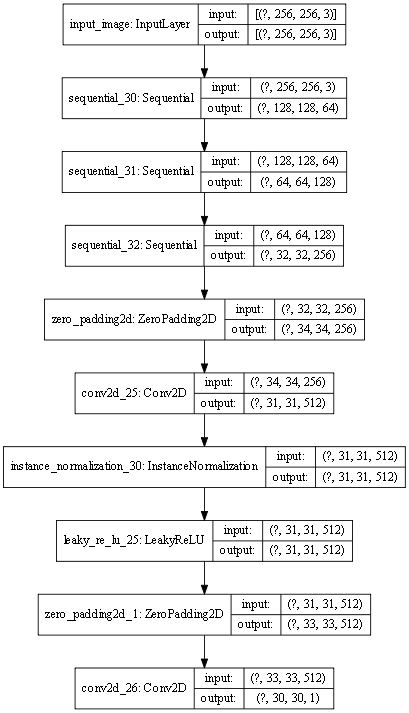 input_image: InputLayer
input: [(?, 256, 256, 3)]
output: [(?, 256, 256, 3)]
sequential_30: Sequential
input: (?, 256, 256, 3)
output: (?, 128, 128, 64)
sequential_31: Sequential
input: (?, 128, 128, 64)
output: (?, 64, 64, 128)
sequential_32: Sequential
input: (?, 64, 64, 128)
output: (?, 32, 32, 256)
zero_padding2d: ZeroPadding2D
input: (?, 32, 32, 256)
output: (?, 34, 34, 256)
conv2d_25: Conv2D
input: (?, 34, 34, 256)
output: (?, 31, 31, 512)
instance_normalization_30: InstanceNormalization
input: (?, 31, 31, 512)
output: (?, 31, 31, 512)
leaky_re_lu_25: LeakyReLU
input: (?, 31, 31, 512)
output: (?, 31, 31, 512)
zero_padding2d_1: ZeroPadding2D
input: (?, 31, 31, 512)
output: (?, 33, 33, 512)
conv2d_26: Conv2D
input: (?, 33, 33, 512)
output: (?, 30, 30, 1)